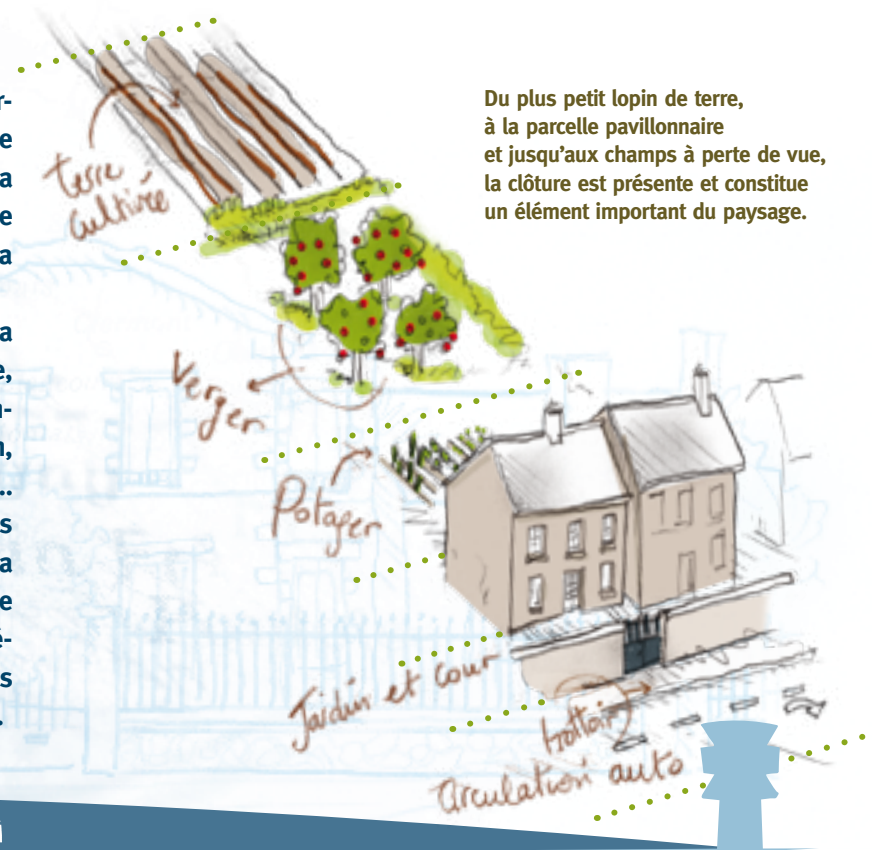 r-
e
a
e
a
a
e,
n-
n,
..
s
a
e
é-
s
.
Du plus petit lopin de terre,
à la parcelle pavillonnaire
et jusqu'aux champs à perte de vue,
la clôture est présente et constitue
un élément important du paysage.
terre
cultivée
Verger
Potager
Jardin et cour
trottoir
Circulation auto